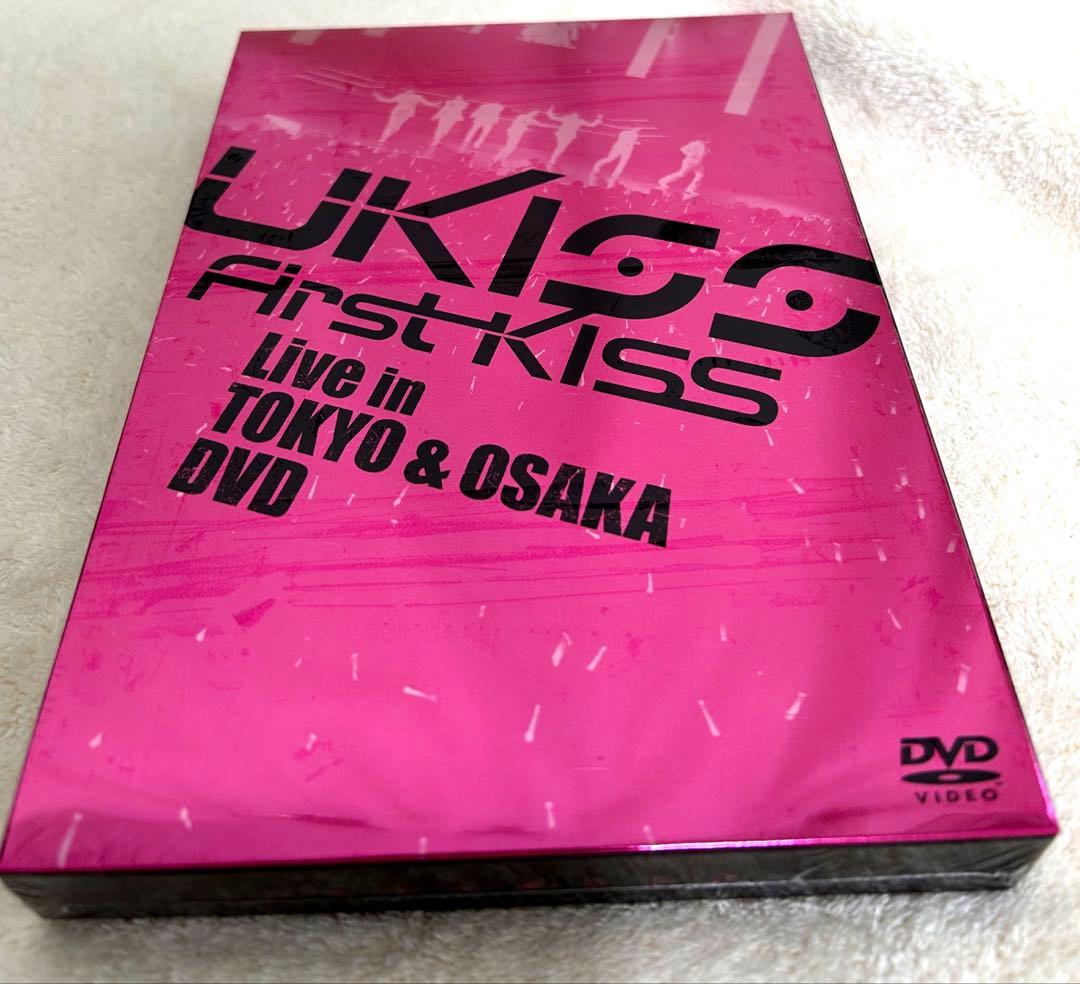 UKISS
First KISS
Live in
TOKYO & OSAKA
DVD
DVD
VIDEO